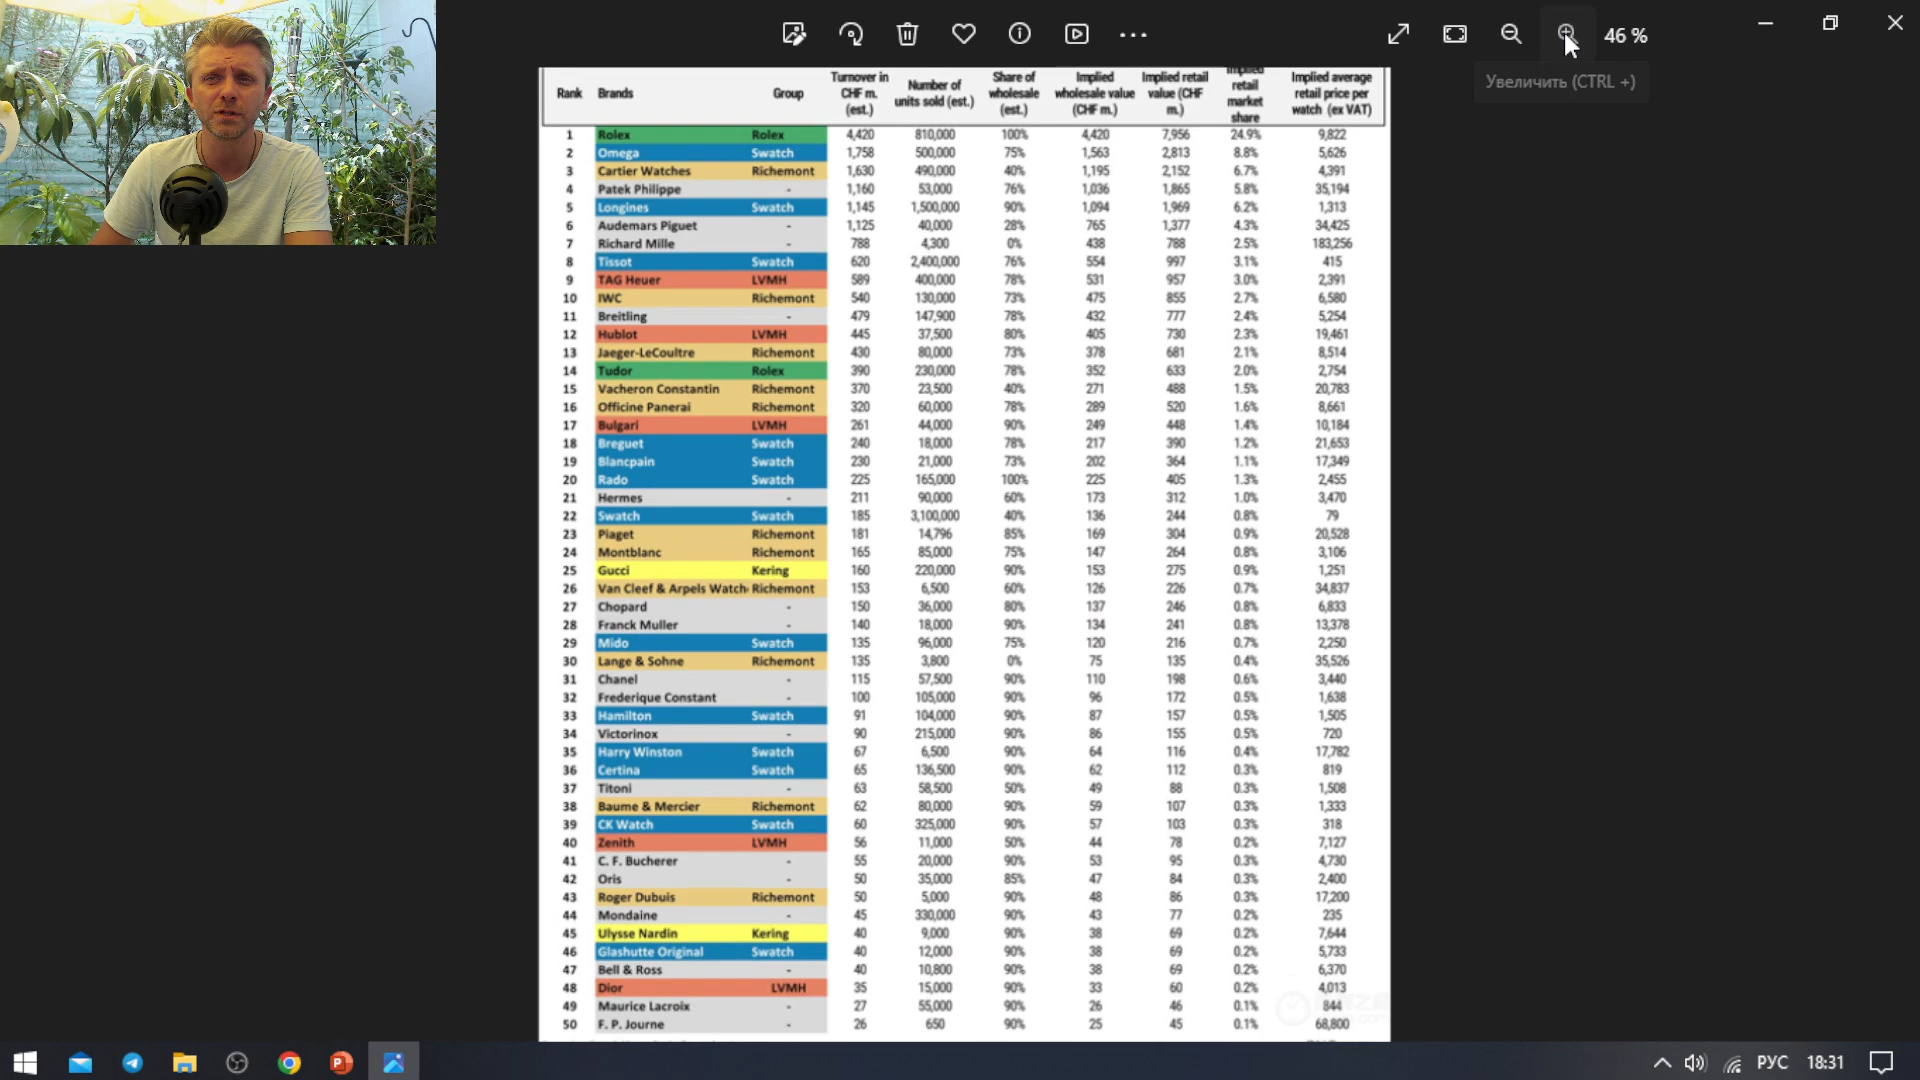 46 %
Увеличить (CTRL +)
Rank Brands Group Turnover in CHF m. (est.) Number of units sold (est.) Share of wholesale (est.) Implied wholesale value (CHF m.) Implied retail value (CHF m.) Implied retail market share Implied average retail price per watch (ex VAT)
1 Rolex Rolex 4,420 810,000 100% 4,420 7,956 24.9% 9,822
2 Omega Swatch 1,758 500,000 75% 1,563 2,813 8.8% 5,626
3 Cartier Watches Richemont 1,630 490,000 40% 1,195 2,152 6.7% 4,391
4 Patek Philippe - 1,160 53,000 76% 1,036 1,865 5.8% 35,194
5 Longines Swatch 1,145 1,500,000 90% 1,094 1,969 6.2% 1,313
6 Audemars Piguet - 1,125 40,000 28% 765 1,377 4.3% 34,425
7 Richard Mille - 788 4,300 0% 438 788 2.5% 183,256
8 Tissot Swatch 620 2,400,000 76% 554 997 3.1% 415
9 TAG Heuer LVMH 589 400,000 78% 531 957 3.0% 2,391
10 IWC Richemont 540 130,000 73% 475 855 2.7% 6,580
11 Breitling - 479 147,900 78% 432 777 2.4% 5,254
12 Hublot LVMH 445 37,500 80% 405 730 2.3% 19,461
13 Jaeger-LeCoultre Richemont 430 80,000 73% 378 681 2.1% 8,514
14 Tudor Rolex 390 230,000 78% 352 633 2.0% 2,754
15 Vacheron Constantin Richemont 370 23,500 40% 271 488 1.5% 20,783
16 Officine Panerai Richemont 320 60,000 78% 289 520 1.6% 8,661
17 Bulgari LVMH 261 44,000 90% 249 448 1.4% 10,184
18 Breguet Swatch 240 18,000 78% 217 390 1.2% 21,653
19 Blancpain Swatch 230 21,000 73% 202 364 1.1% 17,349
20 Rado Swatch 225 165,000 100% 225 405 1.3% 2,455
21 Hermes - 211 90,000 60% 173 312 1.0% 3,470
22 Swatch Swatch 185 3,100,000 40% 136 244 0.8% 79
23 Piaget Richemont 181 14,796 85% 169 304 0.9% 20,528
24 Montblanc Richemont 165 85,000 75% 147 264 0.8% 3,106
25 Gucci Kering 160 220,000 90% 153 275 0.9% 1,251
26 Van Cleef & Arpels Watch Richemont 153 6,500 60% 126 226 0.7% 34,837
27 Chopard - 150 36,000 80% 137 246 0.8% 6,833
28 Franck Muller - 140 18,000 90% 134 241 0.8% 13,378
29 Mido Swatch 135 96,000 75% 120 216 0.7% 2,250
30 Lange & Sohne Richemont 135 3,800 0% 75 135 0.4% 35,526
31 Chanel - 115 57,500 90% 110 198 0.6% 3,440
32 Frederique Constant - 100 105,000 90% 96 172 0.5% 1,638
33 Hamilton Swatch 91 104,000 90% 87 157 0.5% 1,505
34 Victorinox - 90 215,000 90% 86 155 0.5% 720
35 Harry Winston Swatch 67 6,500 90% 64 116 0.4% 17,782
36 Certina Swatch 65 136,500 90% 62 112 0.3% 819
37 Titoni - 63 58,500 50% 49 88 0.3% 1,508
38 Baume & Mercier Richemont 62 80,000 90% 59 107 0.3% 1,333
39 CK Watch Swatch 60 325,000 90% 57 103 0.3% 318
40 Zenith LVMH 56 11,000 50% 44 78 0.2% 7,127
41 C. F. Bucherer - 55 20,000 90% 53 95 0.3% 4,730
42 Oris - 50 35,000 85% 47 84 0.3% 2,400
43 Roger Dubuis Richemont 50 5,000 90% 48 86 0.3% 17,200
44 Mondaine - 45 330,000 90% 43 77 0.2% 235
45 Ulysse Nardin Kering 40 9,000 90% 38 69 0.2% 7,644
46 Glashutte Original Swatch 40 12,000 90% 38 69 0.2% 5,733
47 Bell & Ross - 40 10,800 90% 38 69 0.2% 6,370
48 Dior LVMH 35 15,000 90% 33 60 0.2% 4,013
49 Maurice Lacroix - 27 55,000 90% 26 46 0.1% 844
50 F. P. Journe - 26 650 90% 25 45 0.1% 68,800
РУС 18:31